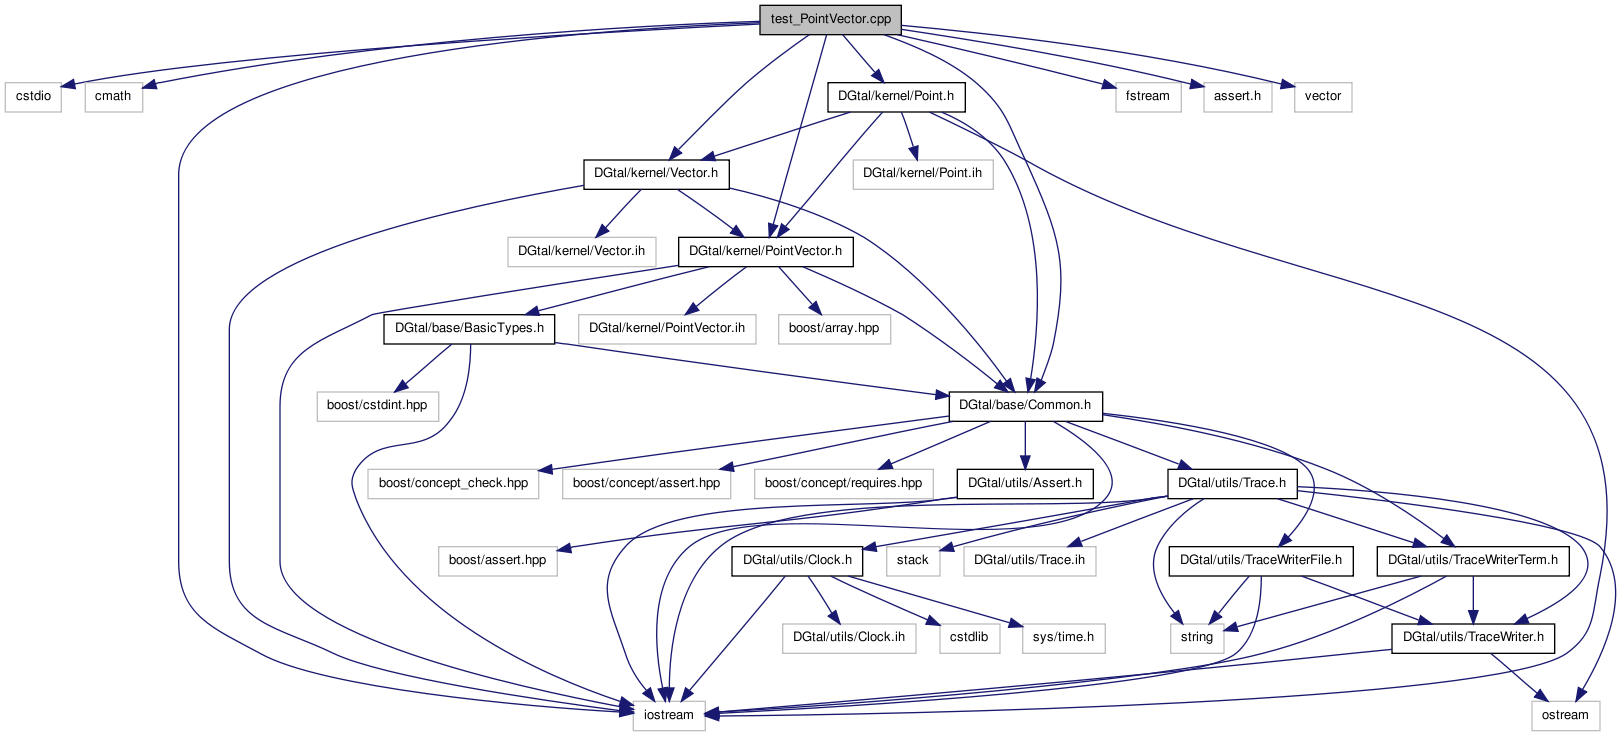 test_PointVector.cpp
cstdio
cmath
DGtal/kernel/Point.h
fstream
assert.h
vector
DGtal/kernel/Vector.h
DGtal/kernel/Point.ih
DGtal/kernel/Vector.ih
DGtal/kernel/PointVector.h
DGtal/base/BasicTypes.h
DGtal/kernel/PointVector.ih
boost/array.hpp
boost/cstdint.hpp
DGtal/base/Common.h
boost/concept_check.hpp
boost/concept/assert.hpp
boost/concept/requires.hpp
DGtal/utils/Assert.h
DGtal/utils/Trace.h
boost/assert.hpp
DGtal/utils/Clock.h
stack
DGtal/utils/Trace.ih
DGtal/utils/TraceWriterFile.h
DGtal/utils/TraceWriterTerm.h
DGtal/utils/Clock.ih
cstdlib
sys/time.h
string
DGtal/utils/TraceWriter.h
iostream
ostream